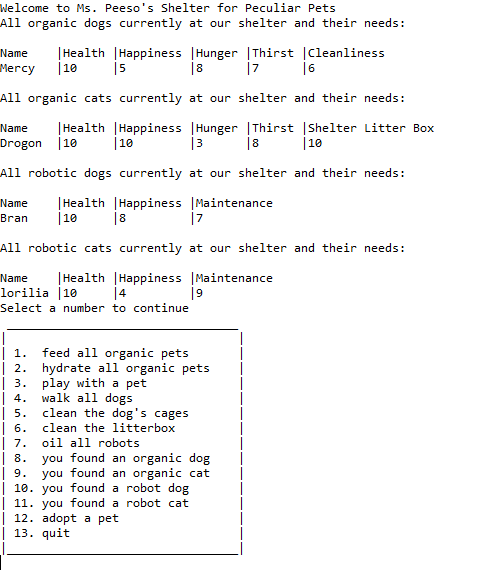 Welcome to Ms. Peeso's Shelter for Peculiar Pets
All organic dogs currently at our shelter and their needs:
Name    |Health |Happiness |Hunger |Thirst |Cleanliness
Mercy   |10     |5         |8      |7      |6
All organic cats currently at our shelter and their needs:
Name    |Health |Happiness |Hunger |Thirst |Shelter Litter Box
Drogon  |10     |10        |3      |8      |10
All robotic dogs currently at our shelter and their needs:
Name    |Health |Happiness |Maintenance
Bran    |10     |8         |7
All robotic cats currently at our shelter and their needs:
Name    |Health |Happiness |Maintenance
lorilia |10     |4         |9
Select a number to continue
1.  feed all organic pets
2.  hydrate all organic pets
3.  play with a pet
4.  walk all dogs
5.  clean the dog's cages
6.  clean the litterbox
7.  oil all robots
8.  you found an organic dog
9.  you found an organic cat
10. you found a robot dog
11. you found a robot cat
12. adopt a pet
13. quit